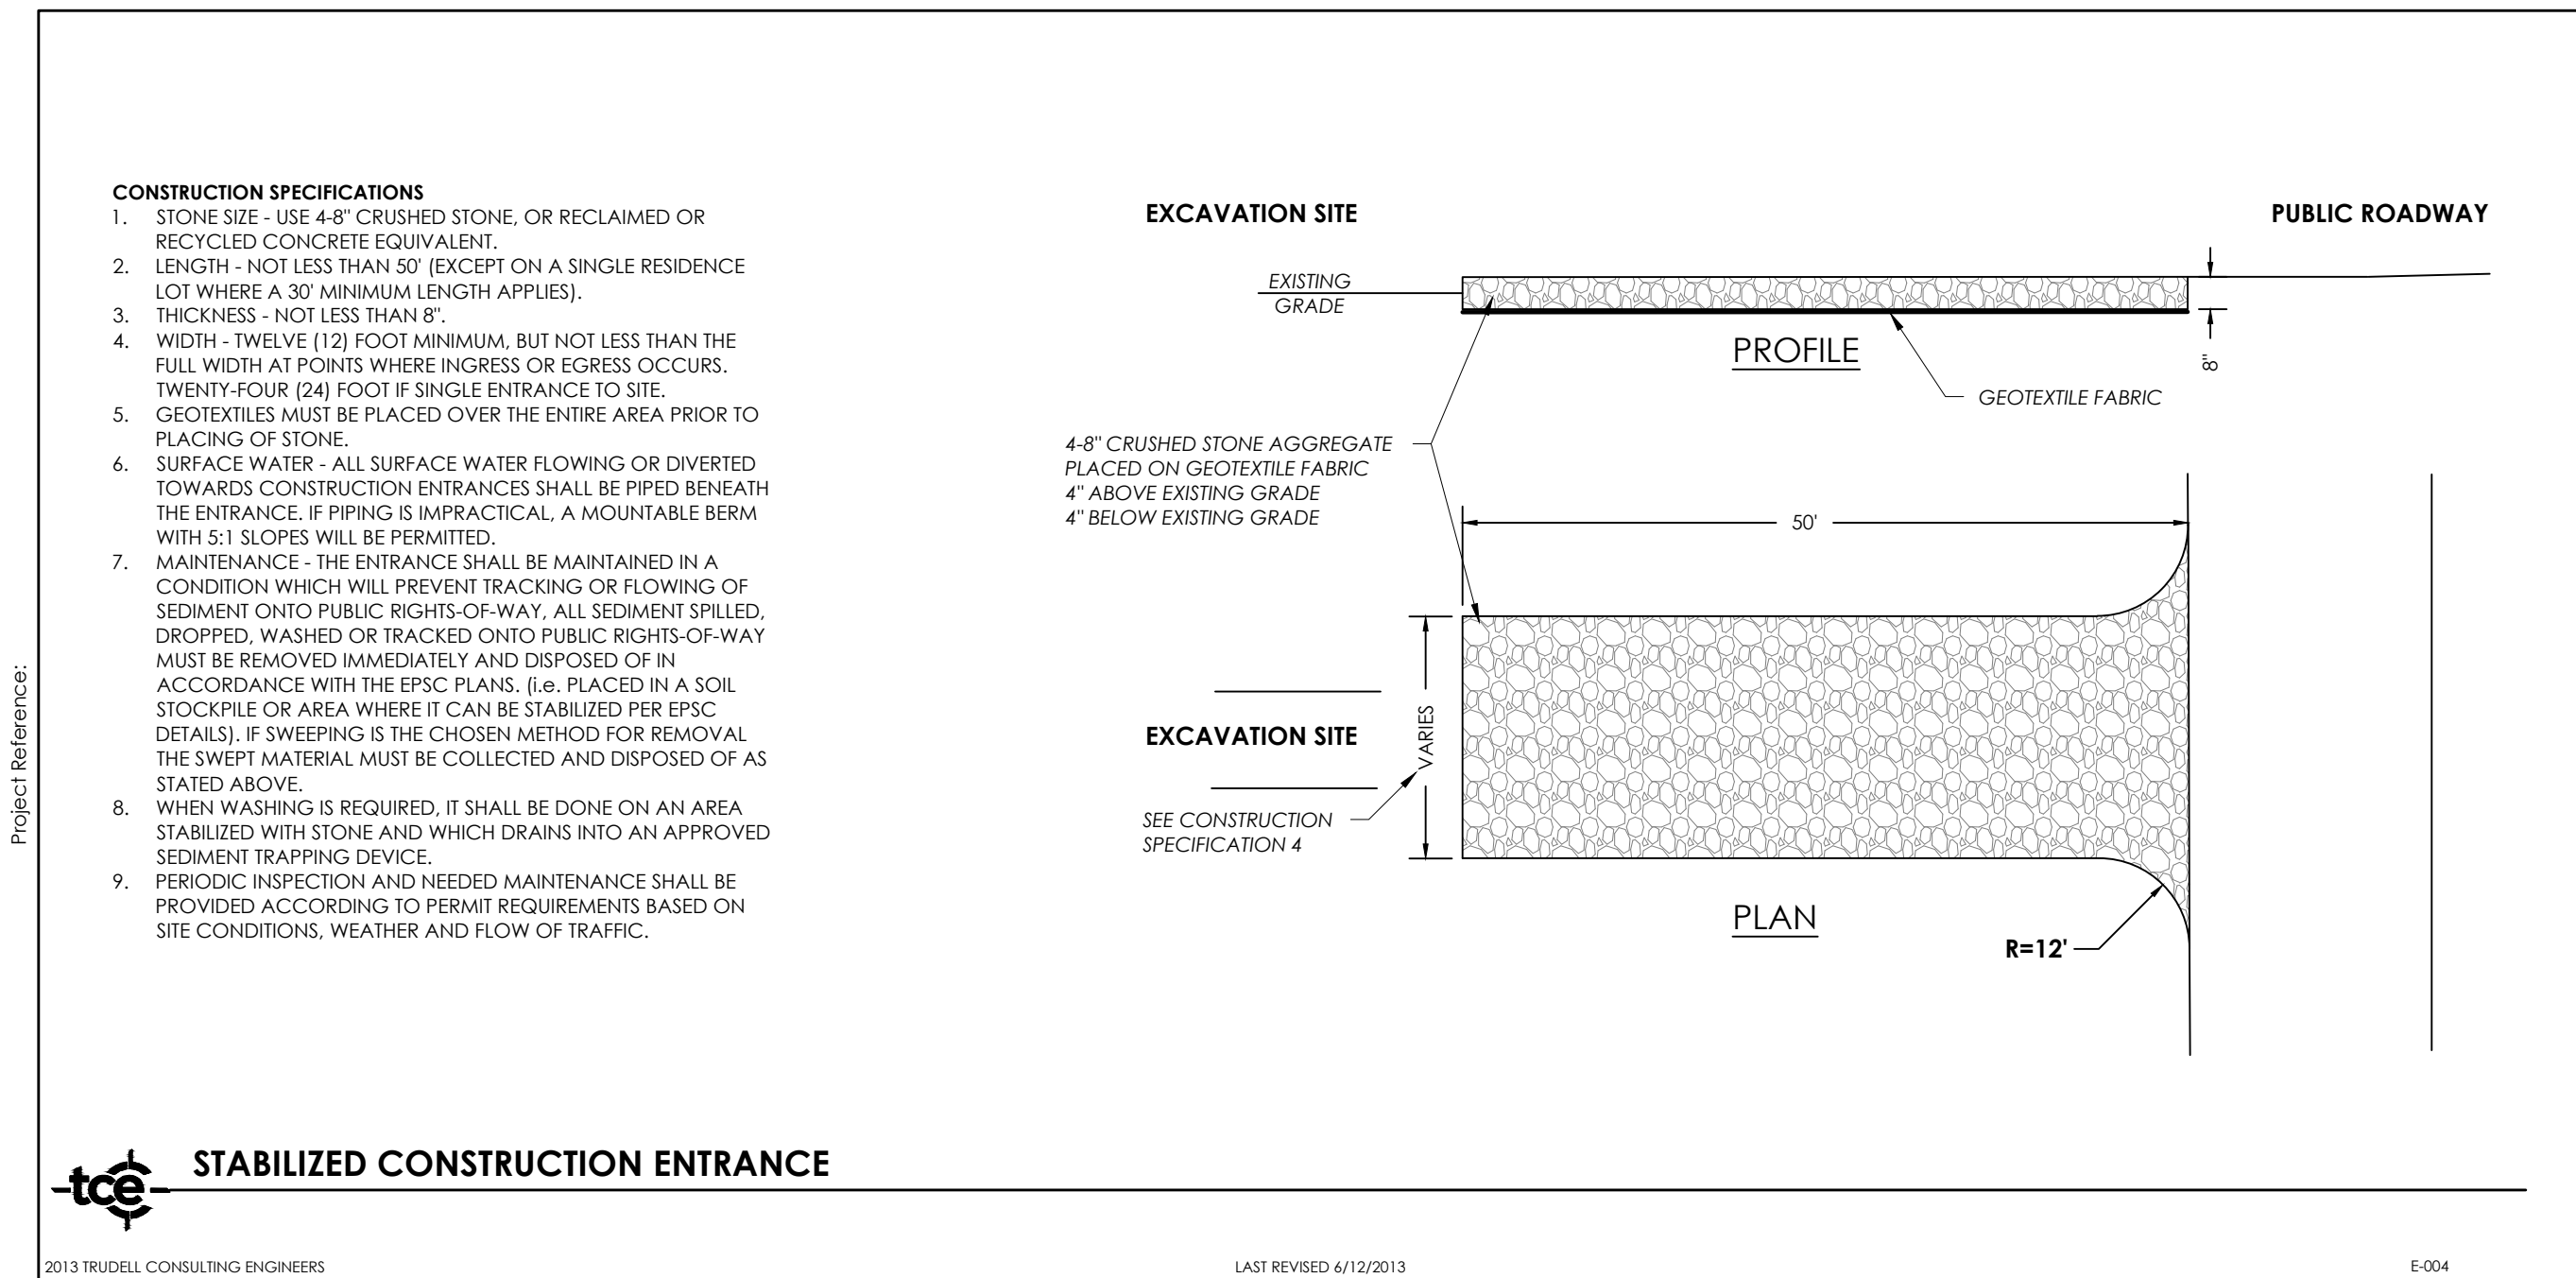 CONSTRUCTION SPECIFICATIONS
1. STONE SIZE - USE 4-8" CRUSHED STONE, OR RECLAIMED OR
RECYCLED CONCRETE EQUIVALENT.
2. LENGTH - NOT LESS THAN 50' (EXCEPT ON A SINGLE RESIDENCE
LOT WHERE A 30' MINIMUM LENGTH APPLIES).
3. THICKNESS - NOT LESS THAN 8".
4. WIDTH - TWELVE (12) FOOT MINIMUM, BUT NOT LESS THAN THE
FULL WIDTH AT POINTS WHERE INGRESS OR EGRESS OCCURS.
TWENTY-FOUR (24) FOOT IF SINGLE ENTRANCE TO SITE.
5. GEOTEXTILES MUST BE PLACED OVER THE ENTIRE AREA PRIOR TO
PLACING OF STONE.
6. SURFACE WATER - ALL SURFACE WATER FLOWING OR DIVERTED
TOWARDS CONSTRUCTION ENTRANCES SHALL BE PIPED BENEATH
THE ENTRANCE. IF PIPING IS IMPRACTICAL, A MOUNTABLE BERM
WITH 5:1 SLOPES WILL BE PERMITTED.
7. MAINTENANCE - THE ENTRANCE SHALL BE MAINTAINED IN A
CONDITION WHICH WILL PREVENT TRACKING OR FLOWING OF
SEDIMENT ONTO PUBLIC RIGHTS-OF-WAY, ALL SEDIMENT SPILLED,
DROPPED, WASHED OR TRACKED ONTO PUBLIC RIGHTS-OF-WAY
MUST BE REMOVED IMMEDIATELY AND DISPOSED OF IN
ACCORDANCE WITH THE EPSC PLANS. (i.e. PLACED IN A SOIL
STOCKPILE OR AREA WHERE IT CAN BE STABILIZED PER EPSC
DETAILS). IF SWEEPING IS THE CHOSEN METHOD FOR REMOVAL
THE SWEPT MATERIAL MUST BE COLLECTED AND DISPOSED OF AS
STATED ABOVE.
8. WHEN WASHING IS REQUIRED, IT SHALL BE DONE ON AN AREA
STABILIZED WITH STONE AND WHICH DRAINS INTO AN APPROVED
SEDIMENT TRAPPING DEVICE.
9. PERIODIC INSPECTION AND NEEDED MAINTENANCE SHALL BE
PROVIDED ACCORDING TO PERMIT REQUIREMENTS BASED ON
SITE CONDITIONS, WEATHER AND FLOW OF TRAFFIC.
EXCAVATION SITE
PUBLIC ROADWAY
EXISTING
GRADE
PROFILE
8"
GEOTEXTILE FABRIC
4-8" CRUSHED STONE AGGREGATE
PLACED ON GEOTEXTILE FABRIC
4" ABOVE EXISTING GRADE
4" BELOW EXISTING GRADE
50'
VARIES
EXCAVATION SITE
SEE CONSTRUCTION
SPECIFICATION 4
PLAN
R=12'
Project Reference:
tce
STABILIZED CONSTRUCTION ENTRANCE
2013 TRUDELL CONSULTING ENGINEERS
LAST REVISED 6/12/2013
E-004